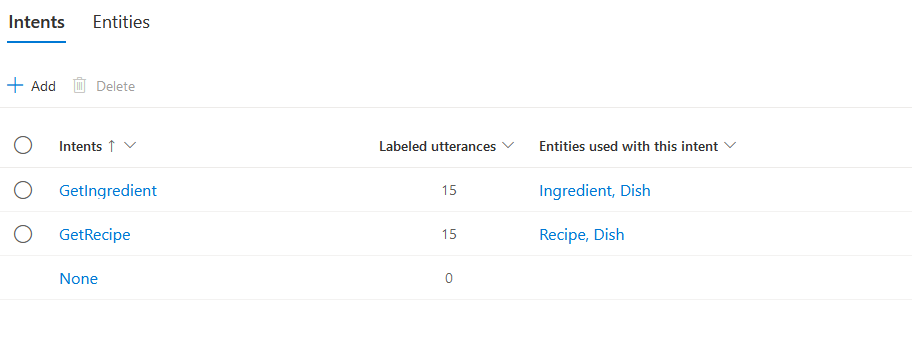 Intents Entities
Add Delete
Intents ↑ Labeled utterances Entities used with this intent
GetIngredient 15 Ingredient, Dish
GetRecipe 15 Recipe, Dish
None 0